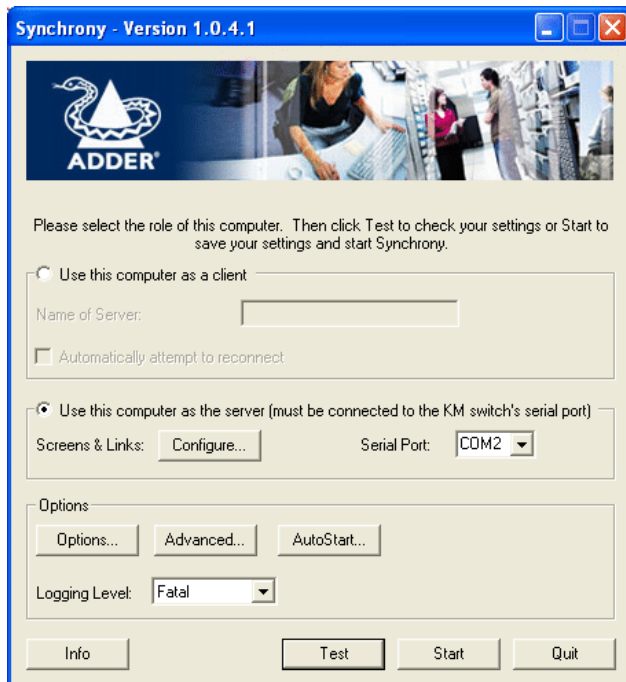 Synchrony - Version 1.0.4.1
ADDER®
Please select the role of this computer. Then click Test to check your settings or Start to
save your settings and start Synchrony.
Use this computer as a client
Name of Server:
Automatically attempt to reconnect
Use this computer as the server (must be connected to the KM switch's serial port)
Screens & Links: Configure... Serial Port: COM2
Options
Options... Advanced... AutoStart...
Logging Level: Fatal
Info Test Start Quit